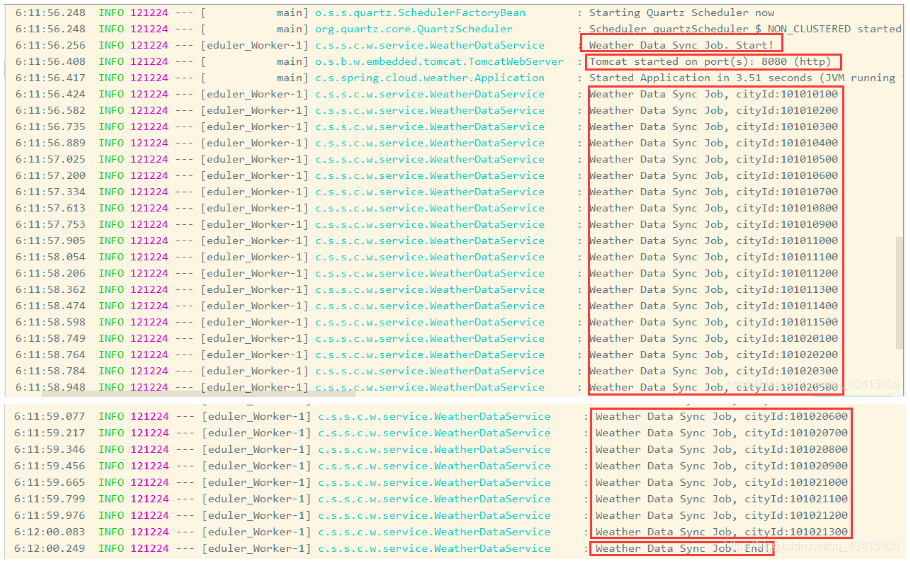 6:11:56.248 INFO 121224 --- [ main] o.s.s.quartz.SchedulerFactoryBean : Starting Quartz Scheduler now
6:11:56.248 INFO 121224 --- [ main] org.quartz.core.QuartzScheduler : Scheduler quartzScheduler_$_NON_CLUSTERED started
6:11:56.256 INFO 121224 --- [eduler_Worker-1] c.s.s.c.w.service.WeatherDataService : Weather Data Sync Job. Start!
6:11:56.408 INFO 121224 --- [ main] o.s.b.w.embedded.tomcat.TomcatWebServer : Tomcat started on port(s): 8080 (http)
6:11:56.417 INFO 121224 --- [ main] c.s.spring.cloud.weather.Application : Started Application in 3.51 seconds (JVM running
6:11:56.424 INFO 121224 --- [eduler_Worker-1] c.s.s.c.w.service.WeatherDataService : Weather Data Sync Job, cityId:101010100
6:11:56.582 INFO 121224 --- [eduler_Worker-1] c.s.s.c.w.service.WeatherDataService : Weather Data Sync Job, cityId:101010200
6:11:56.735 INFO 121224 --- [eduler_Worker-1] c.s.s.c.w.service.WeatherDataService : Weather Data Sync Job, cityId:101010300
6:11:56.889 INFO 121224 --- [eduler_Worker-1] c.s.s.c.w.service.WeatherDataService : Weather Data Sync Job, cityId:101010400
6:11:57.025 INFO 121224 --- [eduler_Worker-1] c.s.s.c.w.service.WeatherDataService : Weather Data Sync Job, cityId:101010500
6:11:57.200 INFO 121224 --- [eduler_Worker-1] c.s.s.c.w.service.WeatherDataService : Weather Data Sync Job, cityId:101010600
6:11:57.334 INFO 121224 --- [eduler_Worker-1] c.s.s.c.w.service.WeatherDataService : Weather Data Sync Job, cityId:101010700
6:11:57.613 INFO 121224 --- [eduler_Worker-1] c.s.s.c.w.service.WeatherDataService : Weather Data Sync Job, cityId:101010800
6:11:57.753 INFO 121224 --- [eduler_Worker-1] c.s.s.c.w.service.WeatherDataService : Weather Data Sync Job, cityId:101010900
6:11:57.905 INFO 121224 --- [eduler_Worker-1] c.s.s.c.w.service.WeatherDataService : Weather Data Sync Job, cityId:101011000
6:11:58.054 INFO 121224 --- [eduler_Worker-1] c.s.s.c.w.service.WeatherDataService : Weather Data Sync Job, cityId:101011100
6:11:58.206 INFO 121224 --- [eduler_Worker-1] c.s.s.c.w.service.WeatherDataService : Weather Data Sync Job, cityId:101011200
6:11:58.362 INFO 121224 --- [eduler_Worker-1] c.s.s.c.w.service.WeatherDataService : Weather Data Sync Job, cityId:101011300
6:11:58.474 INFO 121224 --- [eduler_Worker-1] c.s.s.c.w.service.WeatherDataService : Weather Data Sync Job, cityId:101011400
6:11:58.598 INFO 121224 --- [eduler_Worker-1] c.s.s.c.w.service.WeatherDataService : Weather Data Sync Job, cityId:101011500
6:11:58.749 INFO 121224 --- [eduler_Worker-1] c.s.s.c.w.service.WeatherDataService : Weather Data Sync Job, cityId:101020100
6:11:58.764 INFO 121224 --- [eduler_Worker-1] c.s.s.c.w.service.WeatherDataService : Weather Data Sync Job, cityId:101020200
6:11:58.784 INFO 121224 --- [eduler_Worker-1] c.s.s.c.w.service.WeatherDataService : Weather Data Sync Job, cityId:101020300
6:11:58.948 INFO 121224 --- [eduler_Worker-1] c.s.s.c.w.service.WeatherDataService : Weather Data Sync Job, cityId:101020500
6:11:59.077 INFO 121224 --- [eduler_Worker-1] c.s.s.c.w.service.WeatherDataService : Weather Data Sync Job, cityId:101020600
6:11:59.217 INFO 121224 --- [eduler_Worker-1] c.s.s.c.w.service.WeatherDataService : Weather Data Sync Job, cityId:101020700
6:11:59.346 INFO 121224 --- [eduler_Worker-1] c.s.s.c.w.service.WeatherDataService : Weather Data Sync Job, cityId:101020800
6:11:59.456 INFO 121224 --- [eduler_Worker-1] c.s.s.c.w.service.WeatherDataService : Weather Data Sync Job, cityId:101020900
6:11:59.665 INFO 121224 --- [eduler_Worker-1] c.s.s.c.w.service.WeatherDataService : Weather Data Sync Job, cityId:101021000
6:11:59.799 INFO 121224 --- [eduler_Worker-1] c.s.s.c.w.service.WeatherDataService : Weather Data Sync Job, cityId:101021100
6:11:59.976 INFO 121224 --- [eduler_Worker-1] c.s.s.c.w.service.WeatherDataService : Weather Data Sync Job, cityId:101021200
6:12:00.083 INFO 121224 --- [eduler_Worker-1] c.s.s.c.w.service.WeatherDataService : Weather Data Sync Job, cityId:101021300
6:12:00.249 INFO 121224 --- [eduler_Worker-1] c.s.s.c.w.service.WeatherDataService : Weather Data Sync Job. End!